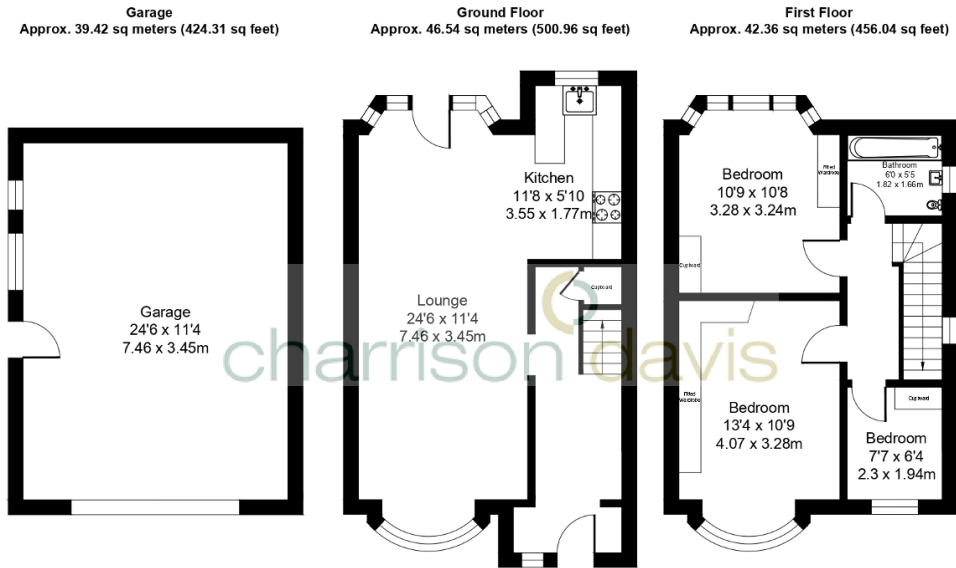 Garage
Approx. 39.42 sq meters (424.31 sq feet)
Ground Floor
Approx. 46.54 sq meters (500.96 sq feet)
First Floor
Approx. 42.36 sq meters (456.04 sq feet)
Garage
24'6 x 11'4
7.46 x 3.45m
Kitchen
11'8 x 5'10
3.55 x 1.77m
Lounge
24'6 x 11'4
7.46 x 3.45m
Cupboard
Bedroom
10'9 x 10'8
3.28 x 3.24m
Fitted
Wardrobe
Bathroom
6'0 x 5'5
1.82 x 1.66m
Cupboard
Fitted
Wardrobe
Bedroom
13'4 x 10'9
4.07 x 3.28m
Cupboard
Bedroom
7'7 x 6'4
2.3 x 1.94m
charrison davis